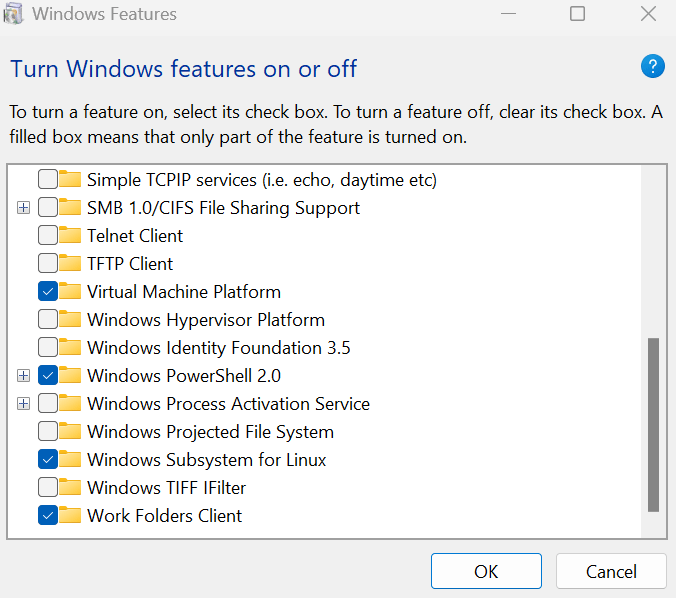 Windows Features
Turn Windows features on or off
?
To turn a feature on, select its check box. To turn a feature off, clear its check box. A
filled box means that only part of the feature is turned on.
Simple TCPIP services (i.e. echo, daytime etc)
SMB 1.0/CIFS File Sharing Support
Telnet Client
TFTP Client
Virtual Machine Platform
Windows Hypervisor Platform
Windows Identity Foundation 3.5
Windows PowerShell 2.0
Windows Process Activation Service
Windows Projected File System
Windows Subsystem for Linux
Windows TIFF IFilter
Work Folders Client
OK
Cancel